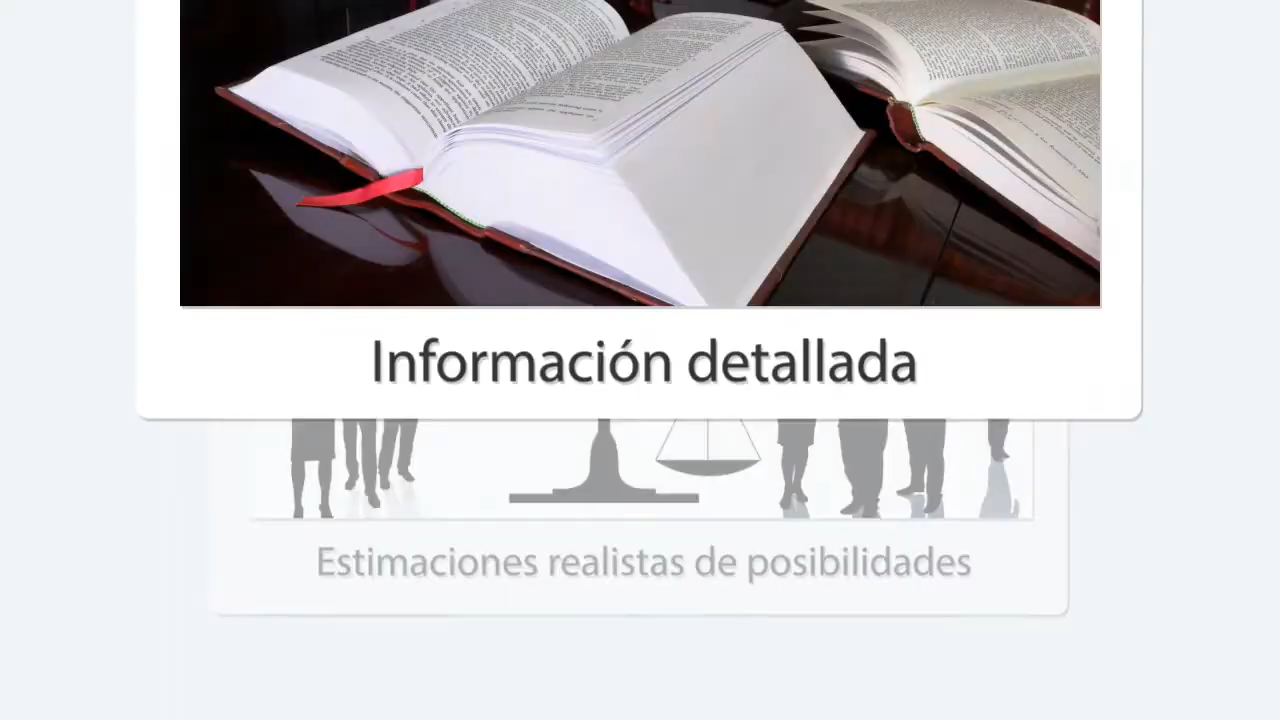 Información detallada
Estimaciones realistas de posibilidades